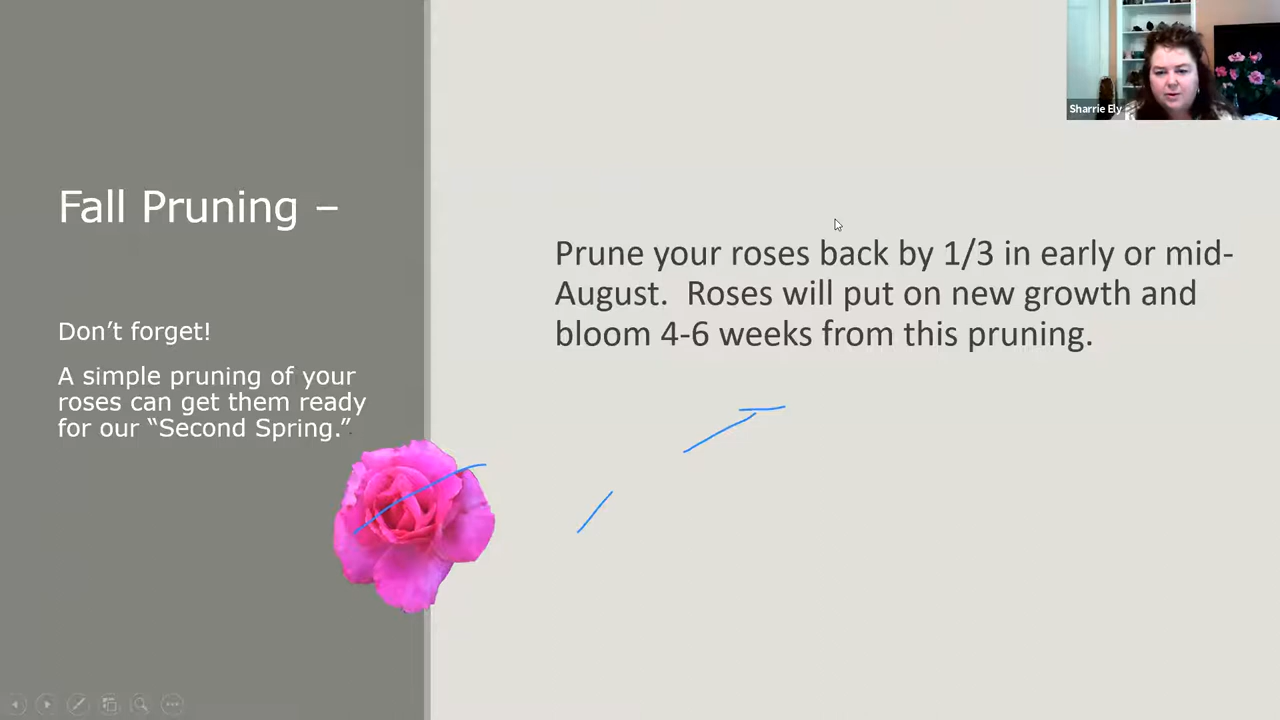 Sharrie Ely
Fall Pruning –
Don’t forget!
A simple pruning of your
roses can get them ready
for our “Second Spring.”
Prune your roses back by 1/3 in early or mid-
August.  Roses will put on new growth and
bloom 4-6 weeks from this pruning.